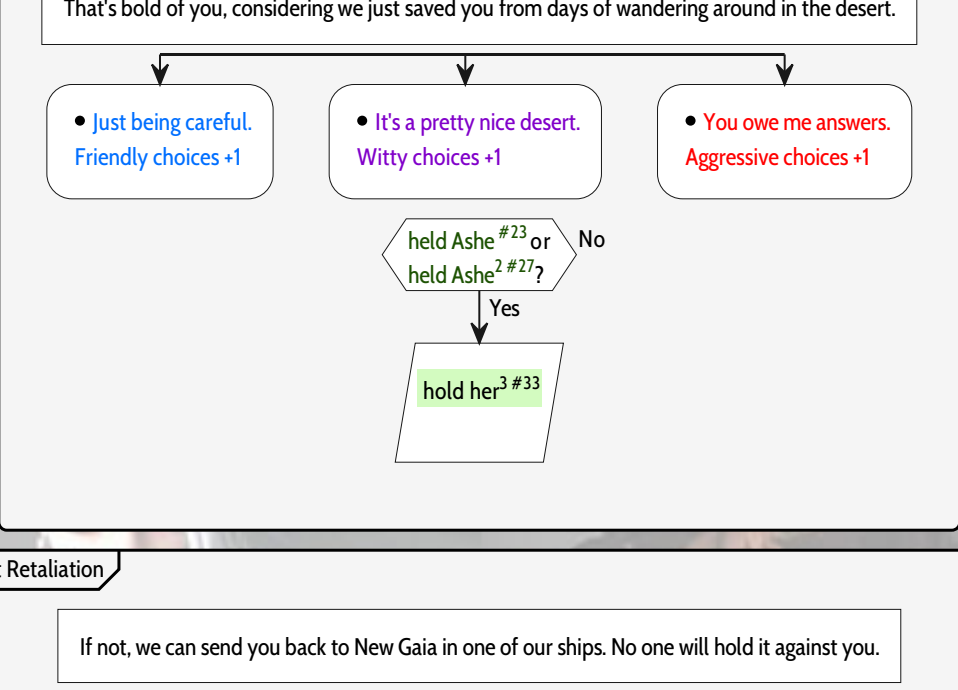 That's bold of you, considering we just saved you from days of wandering around in the desert.
• Just being careful.
Friendly choices +1
• It's a pretty nice desert.
Witty choices +1
• You owe me answers.
Aggressive choices +1
held Ashe #23 or
held Ashe2 #27?
No
Yes
hold her3 #33
: Retaliation
If not, we can send you back to New Gaia in one of our ships. No one will hold it against you.